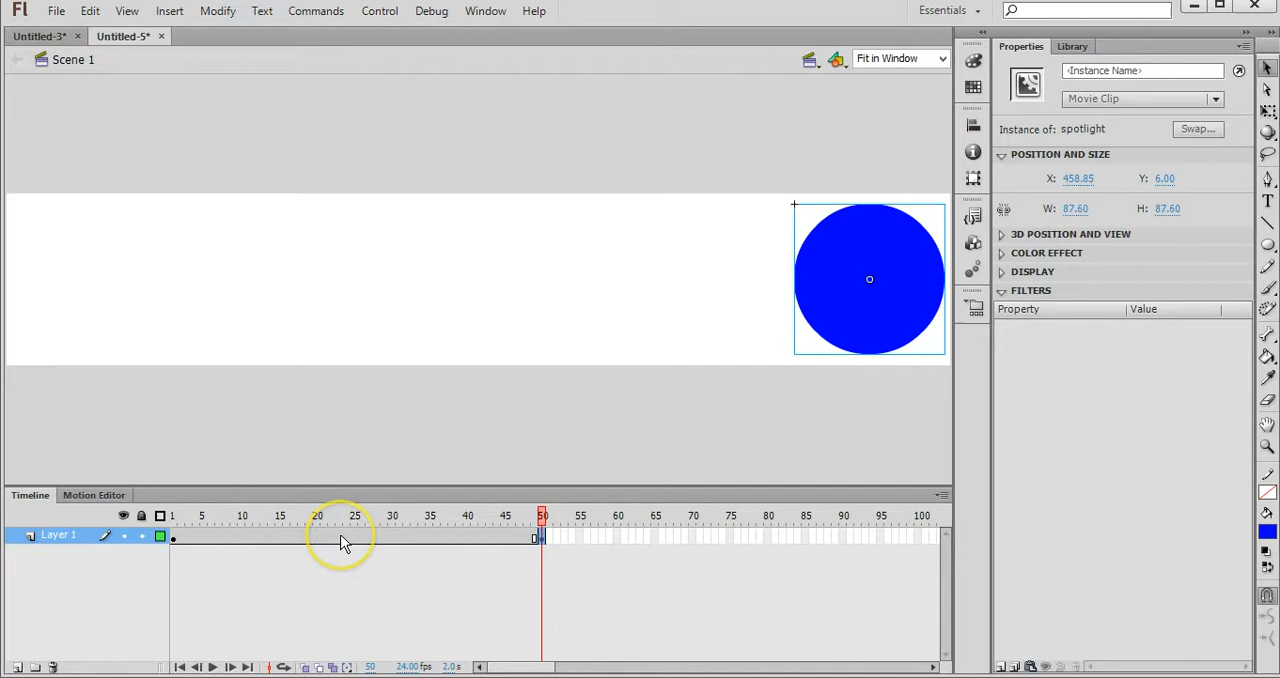 Fl File Edit View Insert Modify Text Commands Control Debug Window Help Essentials
Untitled-3* × Untitled-5* ×
Scene 1 Fit in Window
Properties Library
<Instance Name>
Movie Clip
Instance of: spotlight Swap...
POSITION AND SIZE
X: 458.85 Y: 6.00
W: 87.60 H: 87.60
3D POSITION AND VIEW
COLOR EFFECT
DISPLAY
FILTERS
Property Value
Timeline Motion Editor
1 5 10 15 20 25 30 35 40 45 50 55 60 65 70 75 80 85 90 95 100
Layer 1
50 24.00 fps 2.0 s